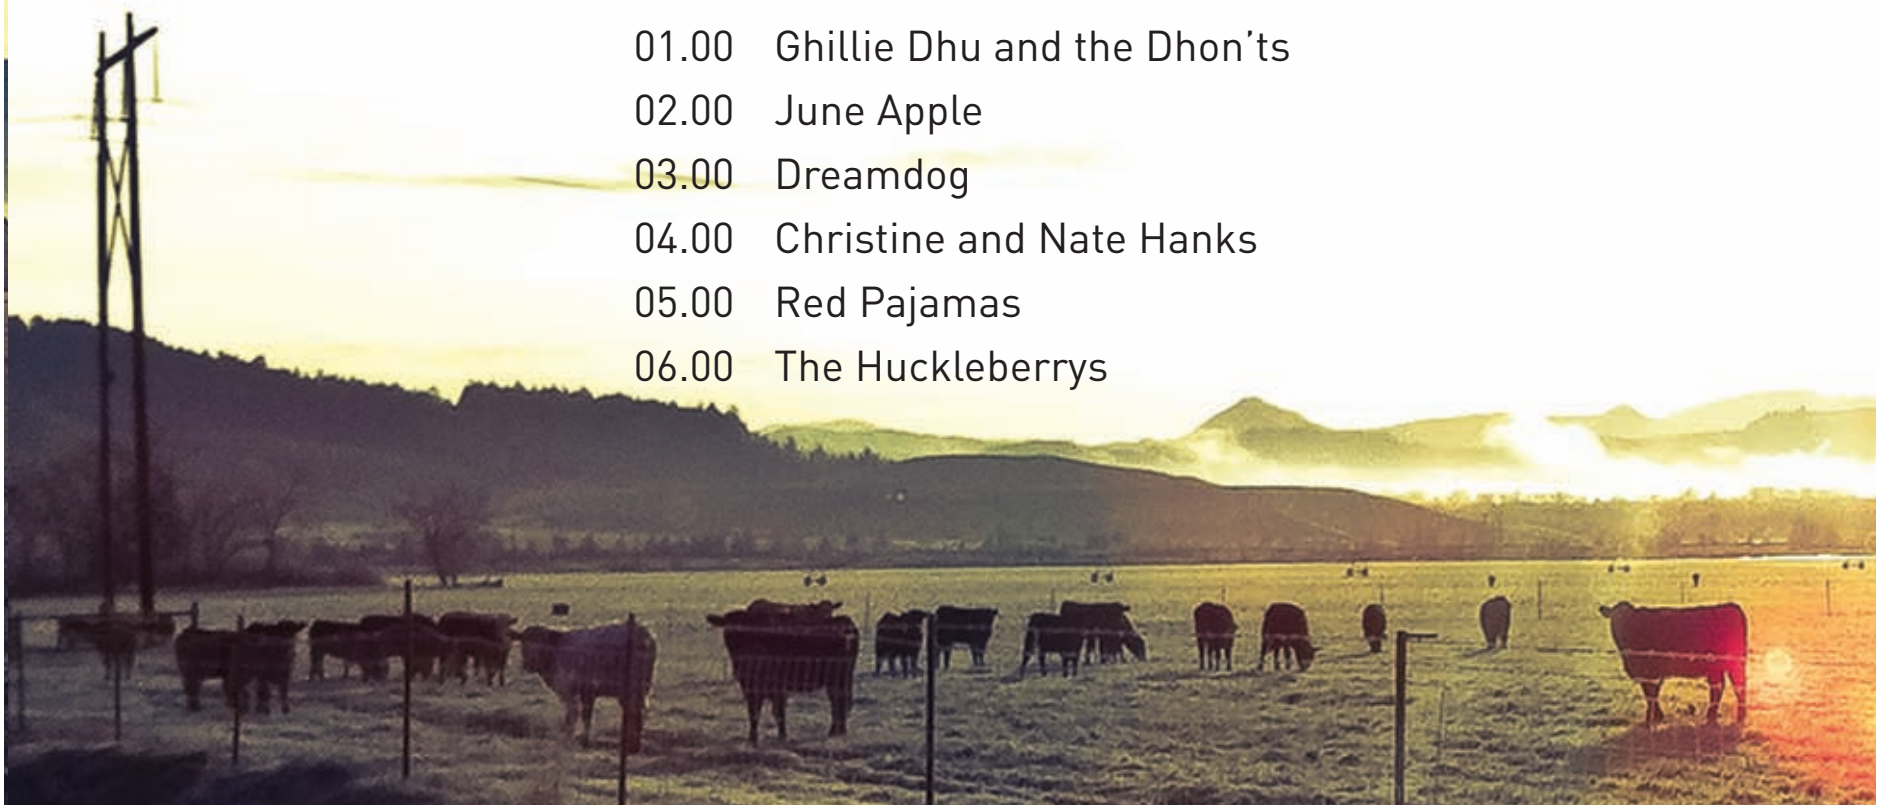 01.00 Ghillie Dhu and the Dhon’ts
02.00 June Apple
03.00 Dreamdog
04.00 Christine and Nate Hanks
05.00 Red Pajamas
06.00 The Huckleberrys